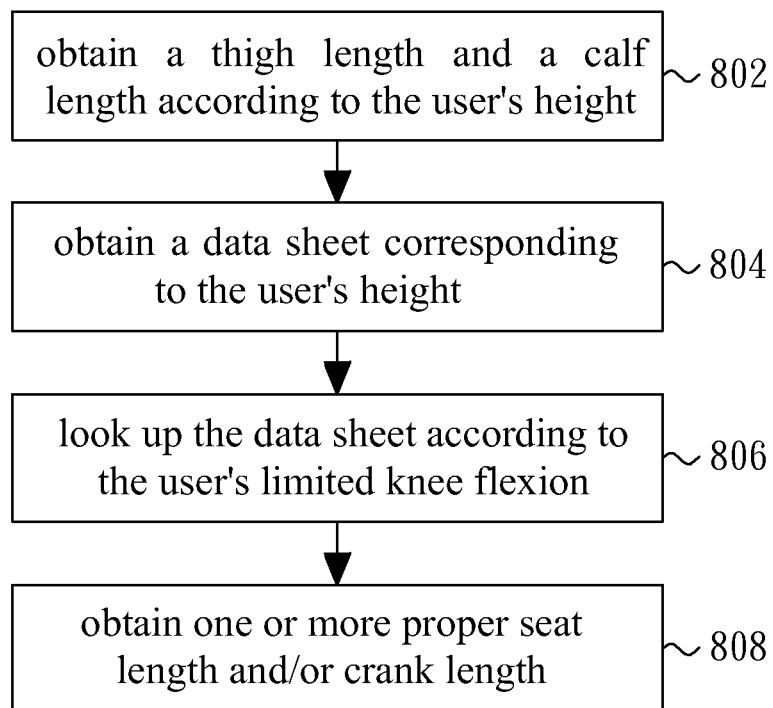 obtain a thigh length and a calf
length according to the user's height
802
obtain a data sheet corresponding
to the user's height
804
look up the data sheet according to
the user's limited knee flexion
806
obtain one or more proper seat
length and/or crank length
808